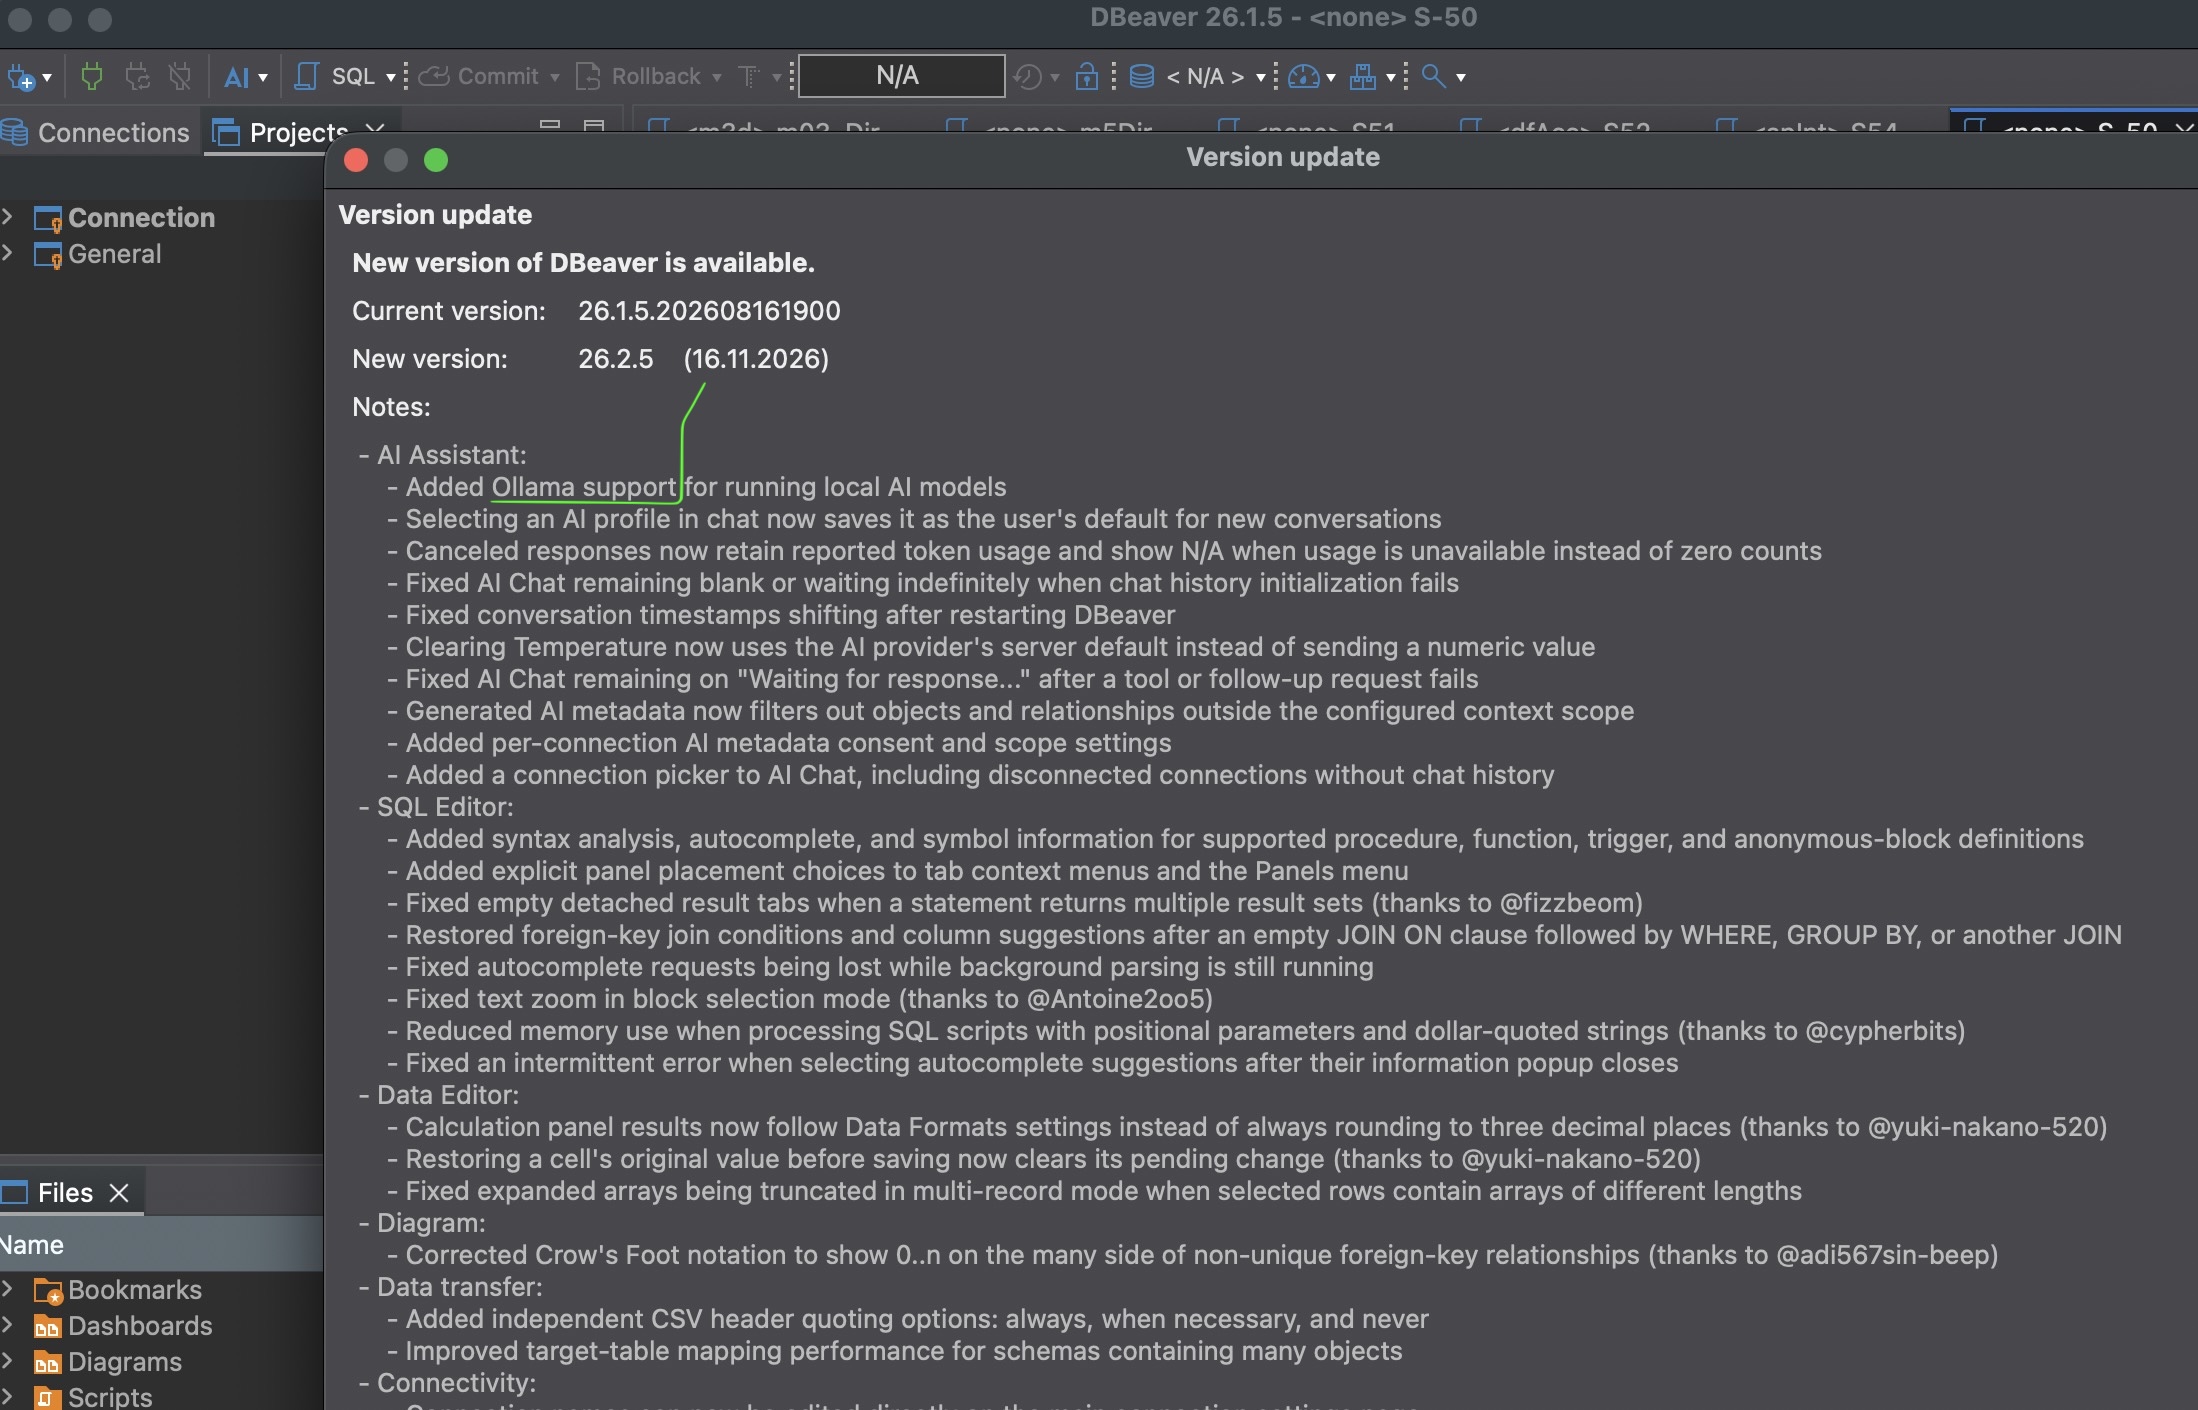 DBeaver 26.1.5 - <none> S-50
AI SQL Commit Rollback T N/A < N/A >
Connections Projects <none> S-50
Version update
Connection
General
Version update
New version of DBeaver is available.
Current version: 26.1.5.202608161900
New version: 26.2.5 (16.11.2026)
Notes:
- AI Assistant:
- Added Ollama support for running local AI models
- Selecting an AI profile in chat now saves it as the user's default for new conversations
- Canceled responses now retain reported token usage and show N/A when usage is unavailable instead of zero counts
- Fixed AI Chat remaining blank or waiting indefinitely when chat history initialization fails
- Fixed conversation timestamps shifting after restarting DBeaver
- Clearing Temperature now uses the AI provider's server default instead of sending a numeric value
- Fixed AI Chat remaining on "Waiting for response..." after a tool or follow-up request fails
- Generated AI metadata now filters out objects and relationships outside the configured context scope
- Added per-connection AI metadata consent and scope settings
- Added a connection picker to AI Chat, including disconnected connections without chat history
- SQL Editor:
- Added syntax analysis, autocomplete, and symbol information for supported procedure, function, trigger, and anonymous-block definitions
- Added explicit panel placement choices to tab context menus and the Panels menu
- Fixed empty detached result tabs when a statement returns multiple result sets (thanks to @fizzbeom)
- Restored foreign-key join conditions and column suggestions after an empty JOIN ON clause followed by WHERE, GROUP BY, or another JOIN
- Fixed autocomplete requests being lost while background parsing is still running
- Fixed text zoom in block selection mode (thanks to @Antoine2oo5)
- Reduced memory use when processing SQL scripts with positional parameters and dollar-quoted strings (thanks to @cypherbits)
- Fixed an intermittent error when selecting autocomplete suggestions after their information popup closes
- Data Editor:
- Calculation panel results now follow Data Formats settings instead of always rounding to three decimal places (thanks to @yuki-nakano-520)
- Restoring a cell's original value before saving now clears its pending change (thanks to @yuki-nakano-520)
- Fixed expanded arrays being truncated in multi-record mode when selected rows contain arrays of different lengths
- Diagram:
- Corrected Crow's Foot notation to show 0..n on the many side of non-unique foreign-key relationships (thanks to @adi567sin-beep)
- Data transfer:
- Added independent CSV header quoting options: always, when necessary, and never
- Improved target-table mapping performance for schemas containing many objects
- Connectivity:
Files
Name
Bookmarks
Dashboards
Diagrams
Scripts